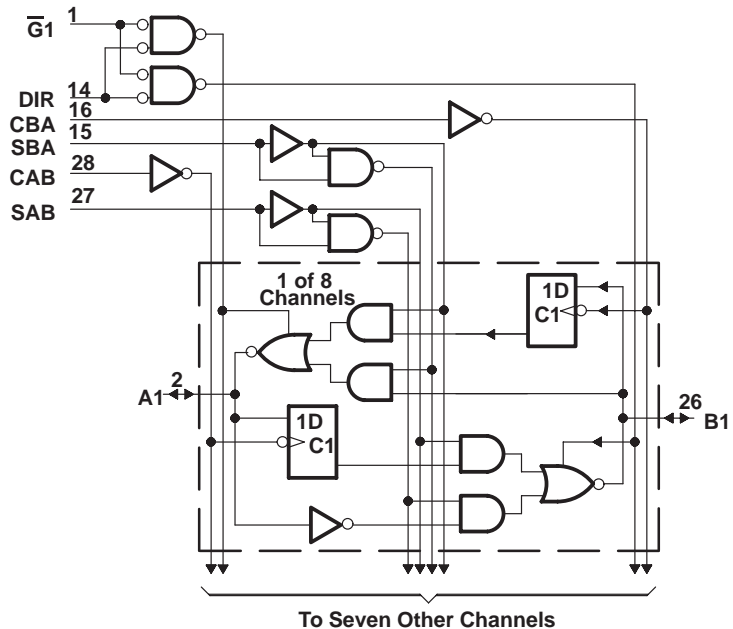 G̅1 1
DIR 14
CBA 16
SBA 15
CAB 28
SAB 27
1 of 8
Channels
1D
C1
A1 2
1D
C1
26 B1
To Seven Other Channels